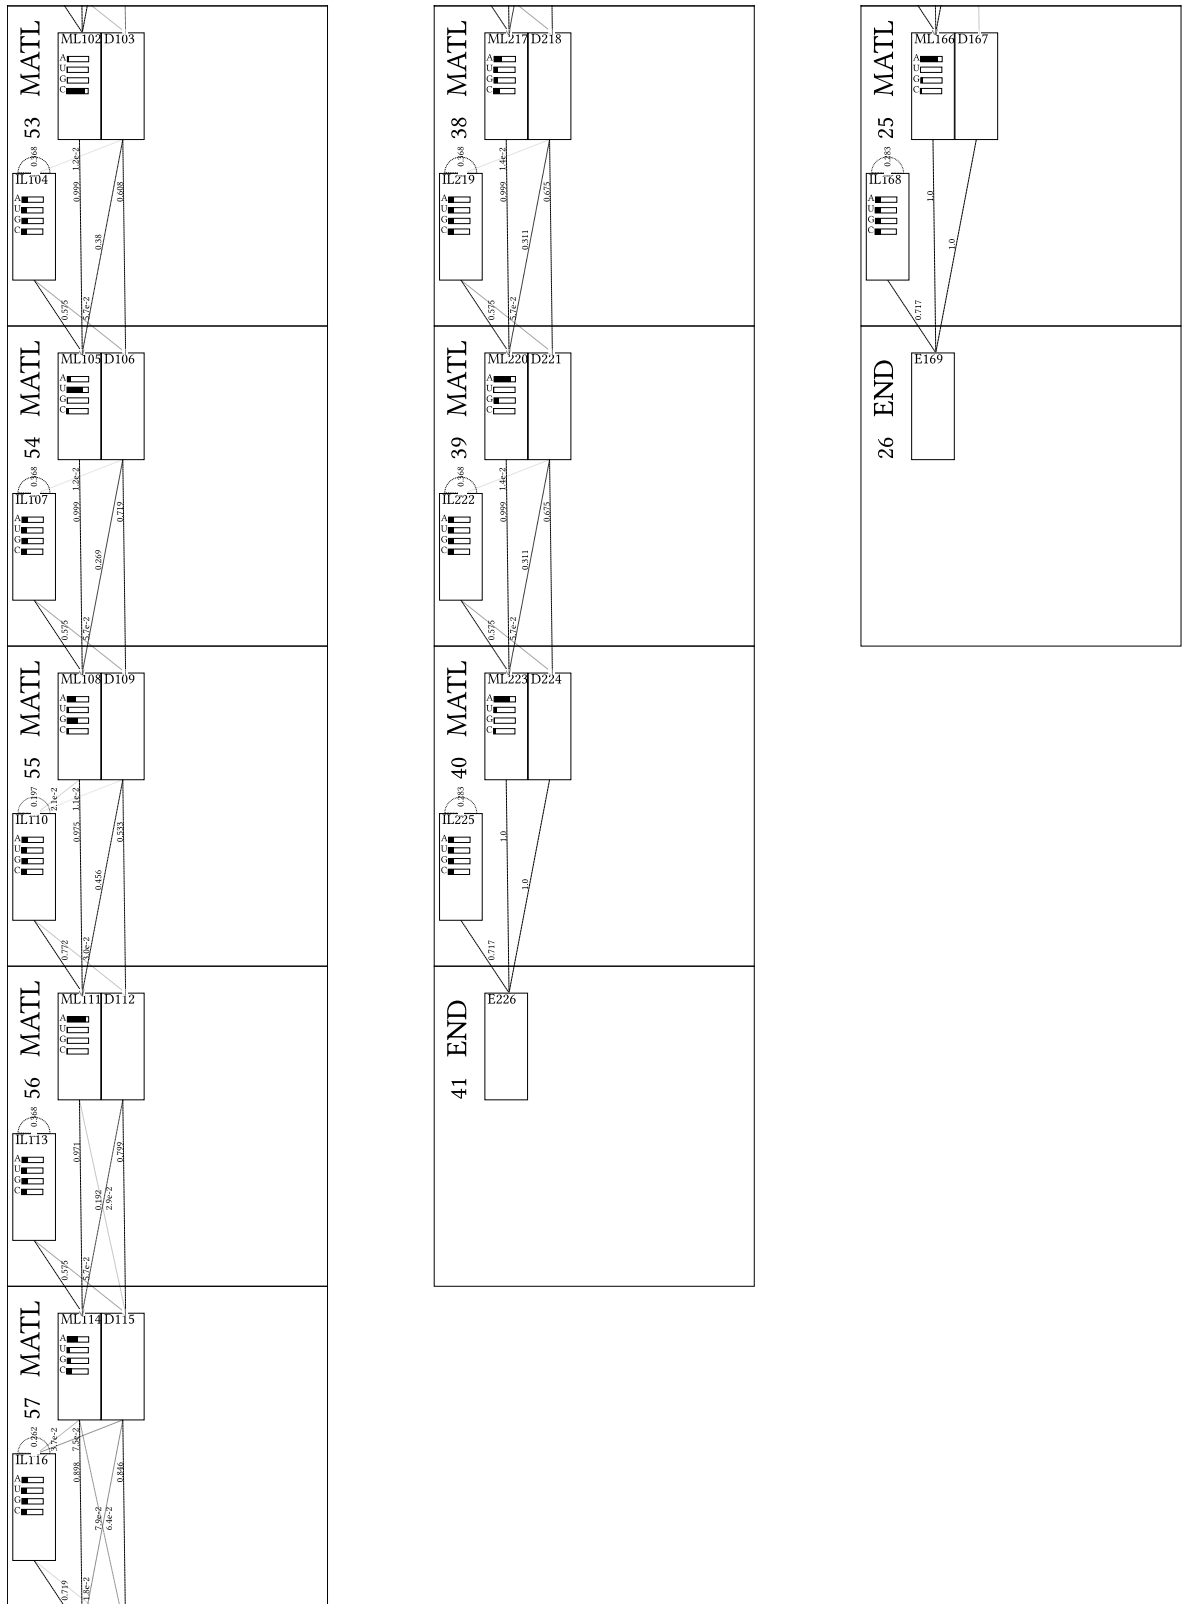 53 MATL
ML102 D103
A
U
G
C
0.368
1.2e-2
IL104
0.999
0.608
A
U
G
C
0.38
0.575
5.7e-2
54 MATL
ML105 D106
A
U
G
C
0.368
1.2e-2
IL107
0.999
0.719
A
U
G
C
0.269
0.575
5.7e-2
55 MATL
ML108 D109
A
U
G
C
0.197
2.1e-2
1.1e-2
IL110
0.975
0.533
A
U
G
C
0.456
0.772
3.0e-2
56 MATL
ML111 D112
A
U
G
C
0.368
IL113
0.971
0.799
A
U
G
C
0.192
2.9e-2
0.575
5.7e-2
57 MATL
ML114 D115
A
U
G
C
0.262
3.7e-2
7.5e-2
IL116
0.898
0.846
A
U
G
C
7.9e-2
6.4e-2
0.719
1.8e-2
38 MATL
ML217 D218
A
U
G
C
0.368
1.4e-2
IL219
0.999
0.675
A
U
G
C
0.311
0.575
5.7e-2
39 MATL
ML220 D221
A
U
G
C
0.368
1.4e-2
IL222
0.999
0.675
A
U
G
C
0.311
0.575
5.7e-2
40 MATL
ML223 D224
A
U
G
C
0.283
IL225
1.0
A
U
G
C
1.0
0.717
41 END
E226
25 MATL
ML166 D167
A
U
G
C
0.283
IL168
1.0
A
U
G
C
1.0
0.717
26 END
E169